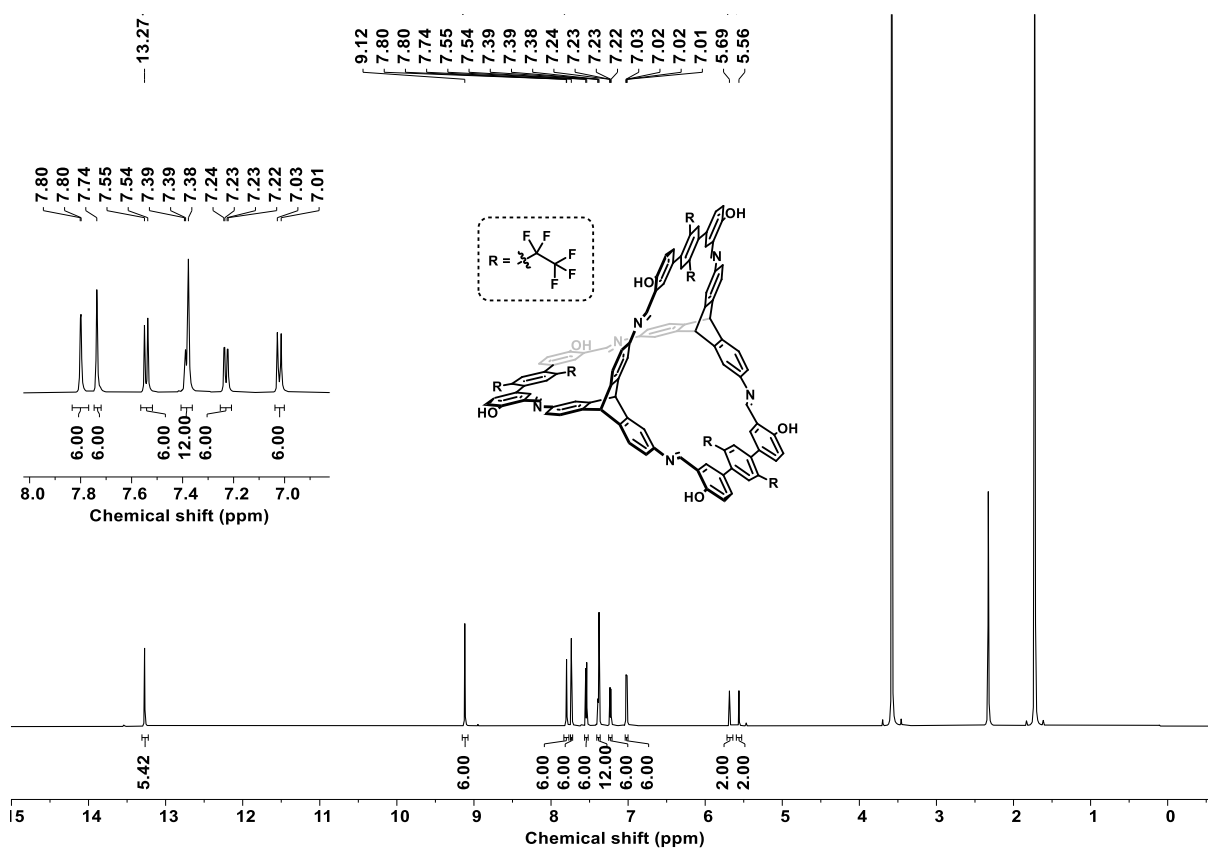 13.27
9.12
7.80
7.80
7.74
7.55
7.54
7.39
7.39
7.38
7.24
7.23
7.23
7.22
7.03
7.02
7.02
7.01
5.69
5.56
7.80
7.80
7.74
7.55
7.54
7.39
7.39
7.38
7.24
7.23
7.23
7.22
7.03
7.01
6.00
6.00
6.00
12.00
6.00
6.00
8.0 7.8 7.6 7.4 7.2 7.0
Chemical shift (ppm)
R =
F F
F
F
F
R
OH
N
R
HO
N
OH
N
R
R
HO
N
N
OH
R
N
R
HO
5.42
6.00
6.00
6.00
6.00
12.00
6.00
6.00
2.00
2.00
15 14 13 12 11 10 9 8 7 6 5 4 3 2 1 0
Chemical shift (ppm)